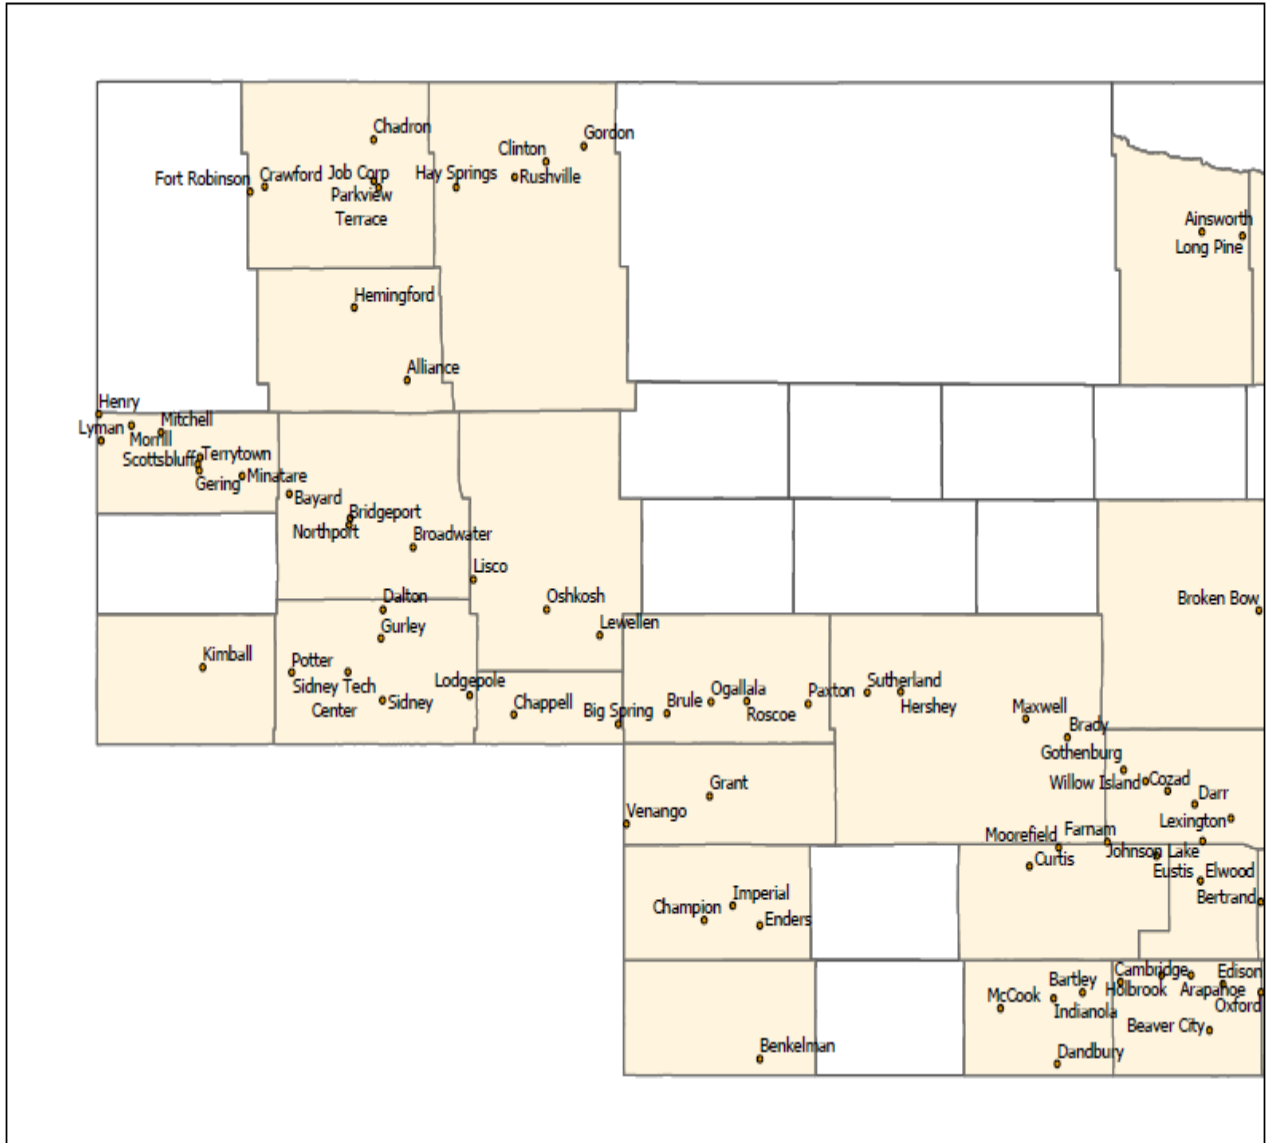 Chadron
Gordon
Clinton
Fort Robinson
Crawford
Job Corp
Hay Springs
Rushville
Parkview
Terrace
Ainsworth
Long Pine
Hemingford
Alliance
Henry
Lyman
Morrill
Mitchell
Scottsbluff
Terrytown
Gering
Minatare
Bayard
Bridgeport
Northport
Broadwater
Lisco
Dalton
Oshkosh
Broken Bow
Gurley
Lewellen
Kimball
Potter
Sidney Tech
Center
Sidney
Lodgepole
Chappell
Big Spring
Brule
Ogallala
Roscoe
Paxton
Sutherland
Hershey
Maxwell
Brady
Gothenburg
Willow Island
Cozad
Darr
Grant
Venango
Lexington
Moorefield
Farnam
Johnson Lake
Curtis
Eustis
Elwood
Bertrand
Imperial
Champion
Enders
Cambridge
Edison
Bartley
Holbrook
Arapahoe
McCook
Indianola
Oxford
Beaver City
Benkelman
Dandbury